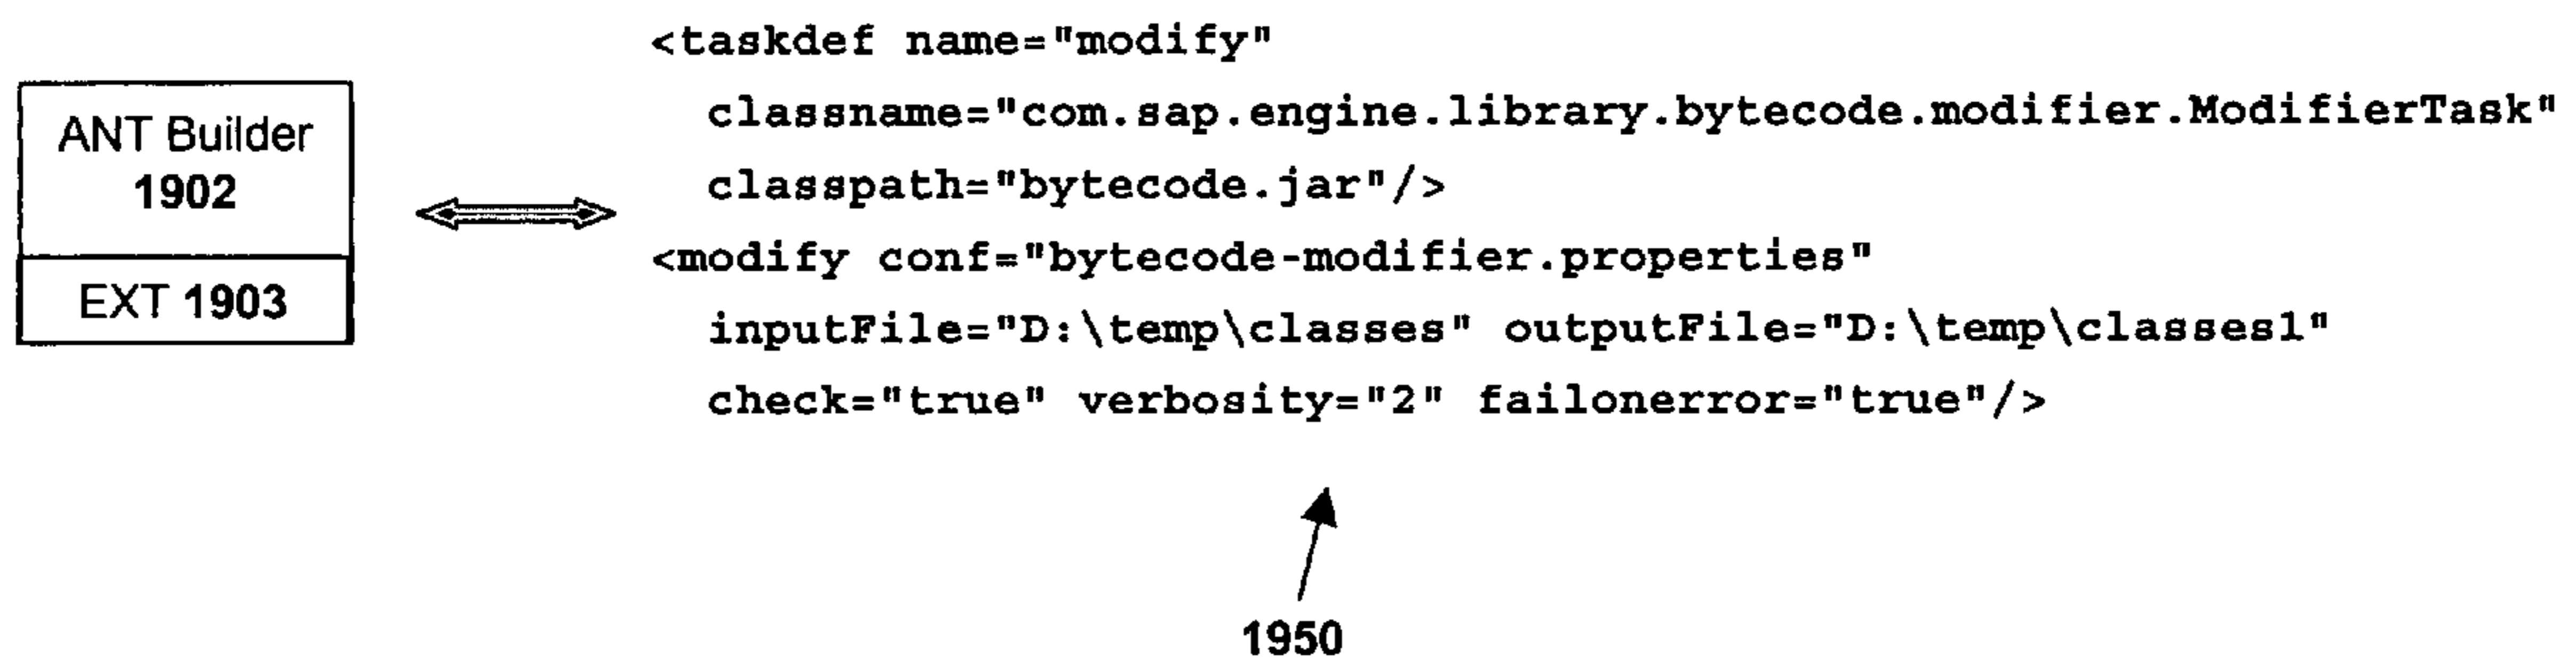 ANT Builder
1902
EXT 1903
<taskdef name="modify"
classname="com.sap.engine.library.bytecode.modifier.ModifierTask"
classpath="bytecode.jar"/>
<modify conf="bytecode-modifier.properties"
inputFile="D:\temp\classes" outputFile="D:\temp\classes1"
check="true" verbosity="2" failonerror="true"/>
1950